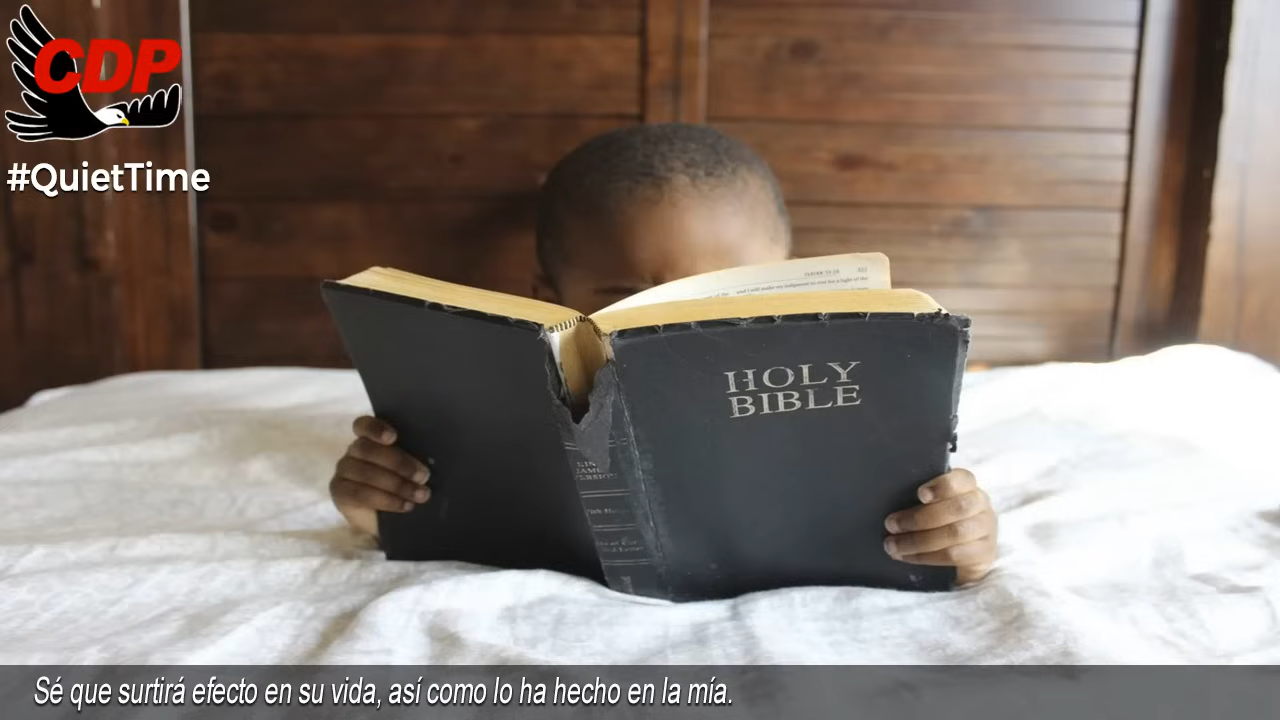 CDP
#QuietTime
HOLY
BIBLE
Sé que surtirá efecto en su vida, así como lo ha hecho en la mía.